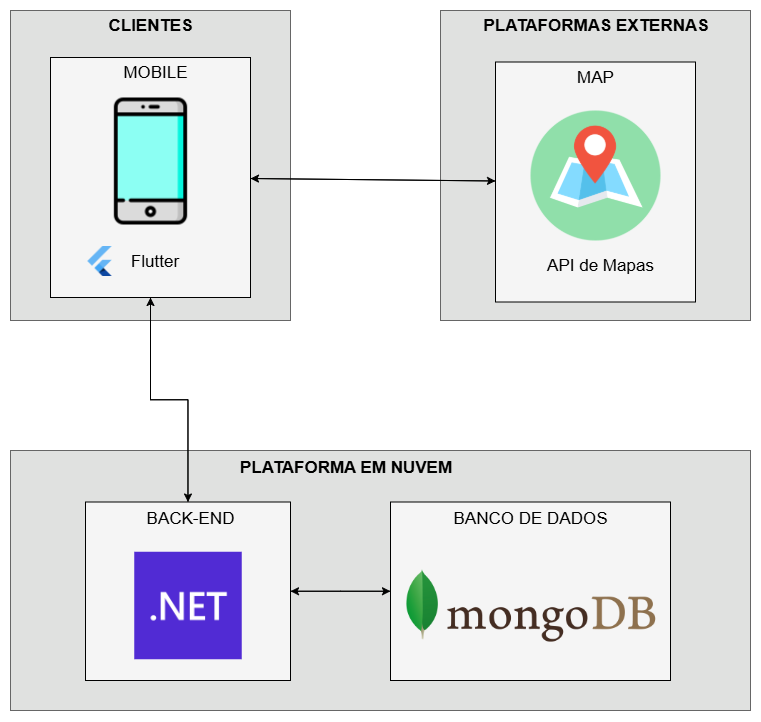 CLIENTES
MOBILE
Flutter
PLATAFORMAS EXTERNAS
MAP
API de Mapas
PLATAFORMA EM NUVEM
BACK-END
.NET
BANCO DE DADOS
mongoDB